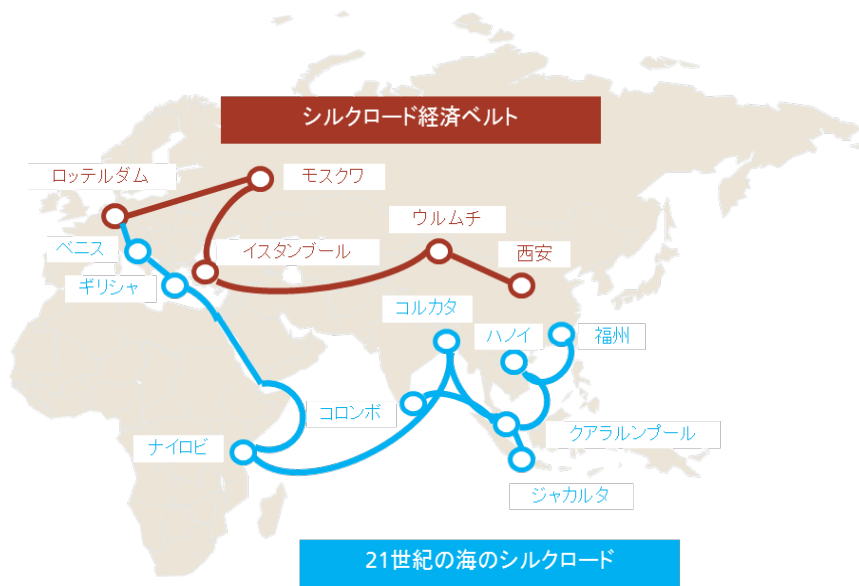 シルクロード経済ベルト
ロッテルダム
モスクワ
ウルムチ
ベニス
イスタンブール
西安
ギリシャ
コルカタ
ハノイ
福州
コロンボ
クアラルンプール
ナイロビ
ジャカルタ
21世紀の海のシルクロード